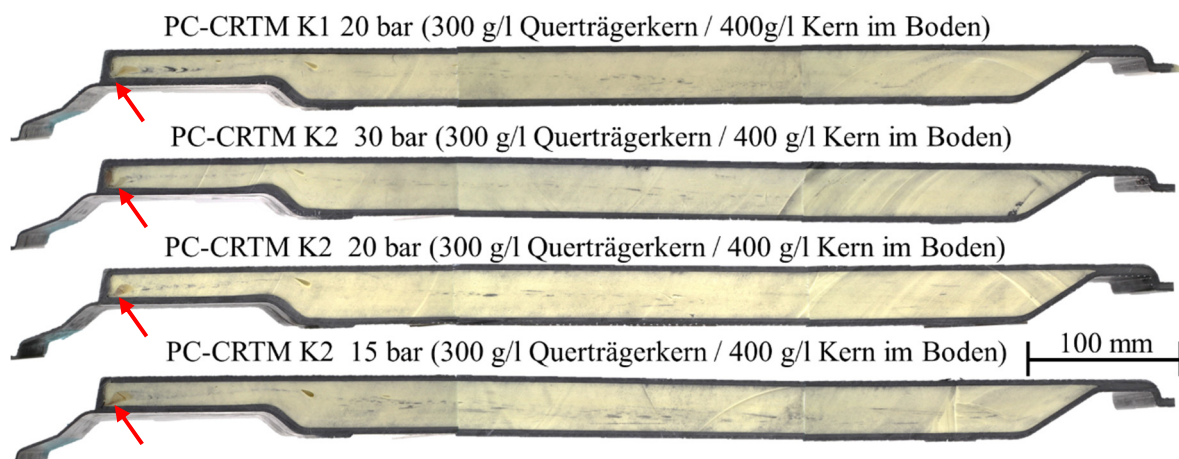 PC-CRTM K1 20 bar (300 g/l Querträgerkern / 400g/l Kern im Boden)
PC-CRTM K2 30 bar (300 g/l Querträgerkern / 400 g/l Kern im Boden)
PC-CRTM K2 20 bar (300 g/l Querträgerkern / 400 g/l Kern im Boden)
PC-CRTM K2 15 bar (300 g/l Querträgerkern / 400 g/l Kern im Boden)
100 mm